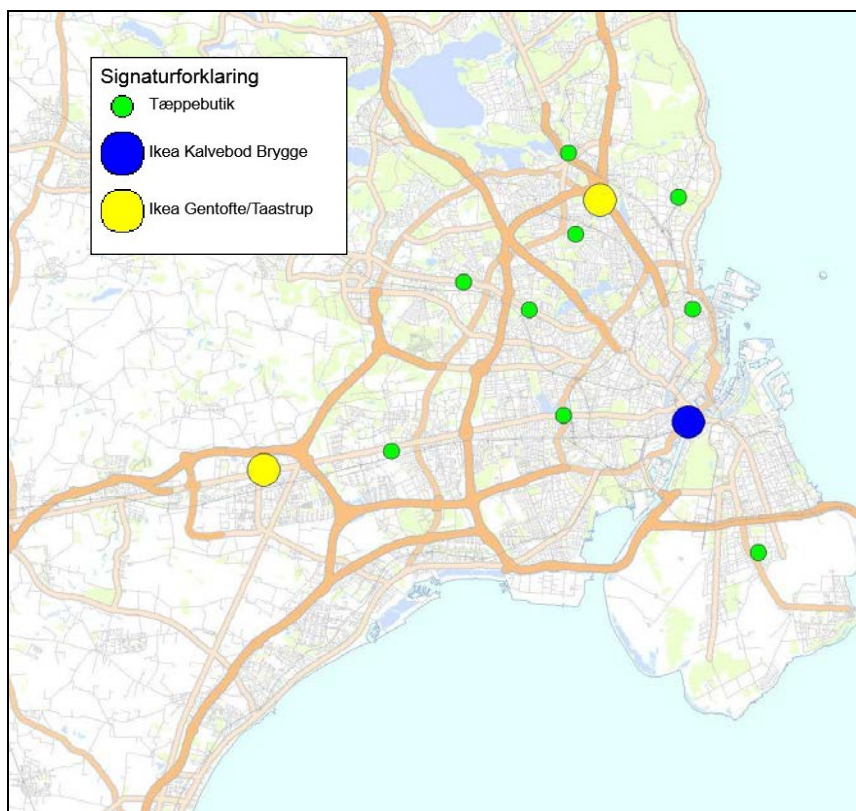 Signaturforklaring
Tæppebutik
Ikea Kalvebod Brygge
Ikea Gentofte/Taastrup